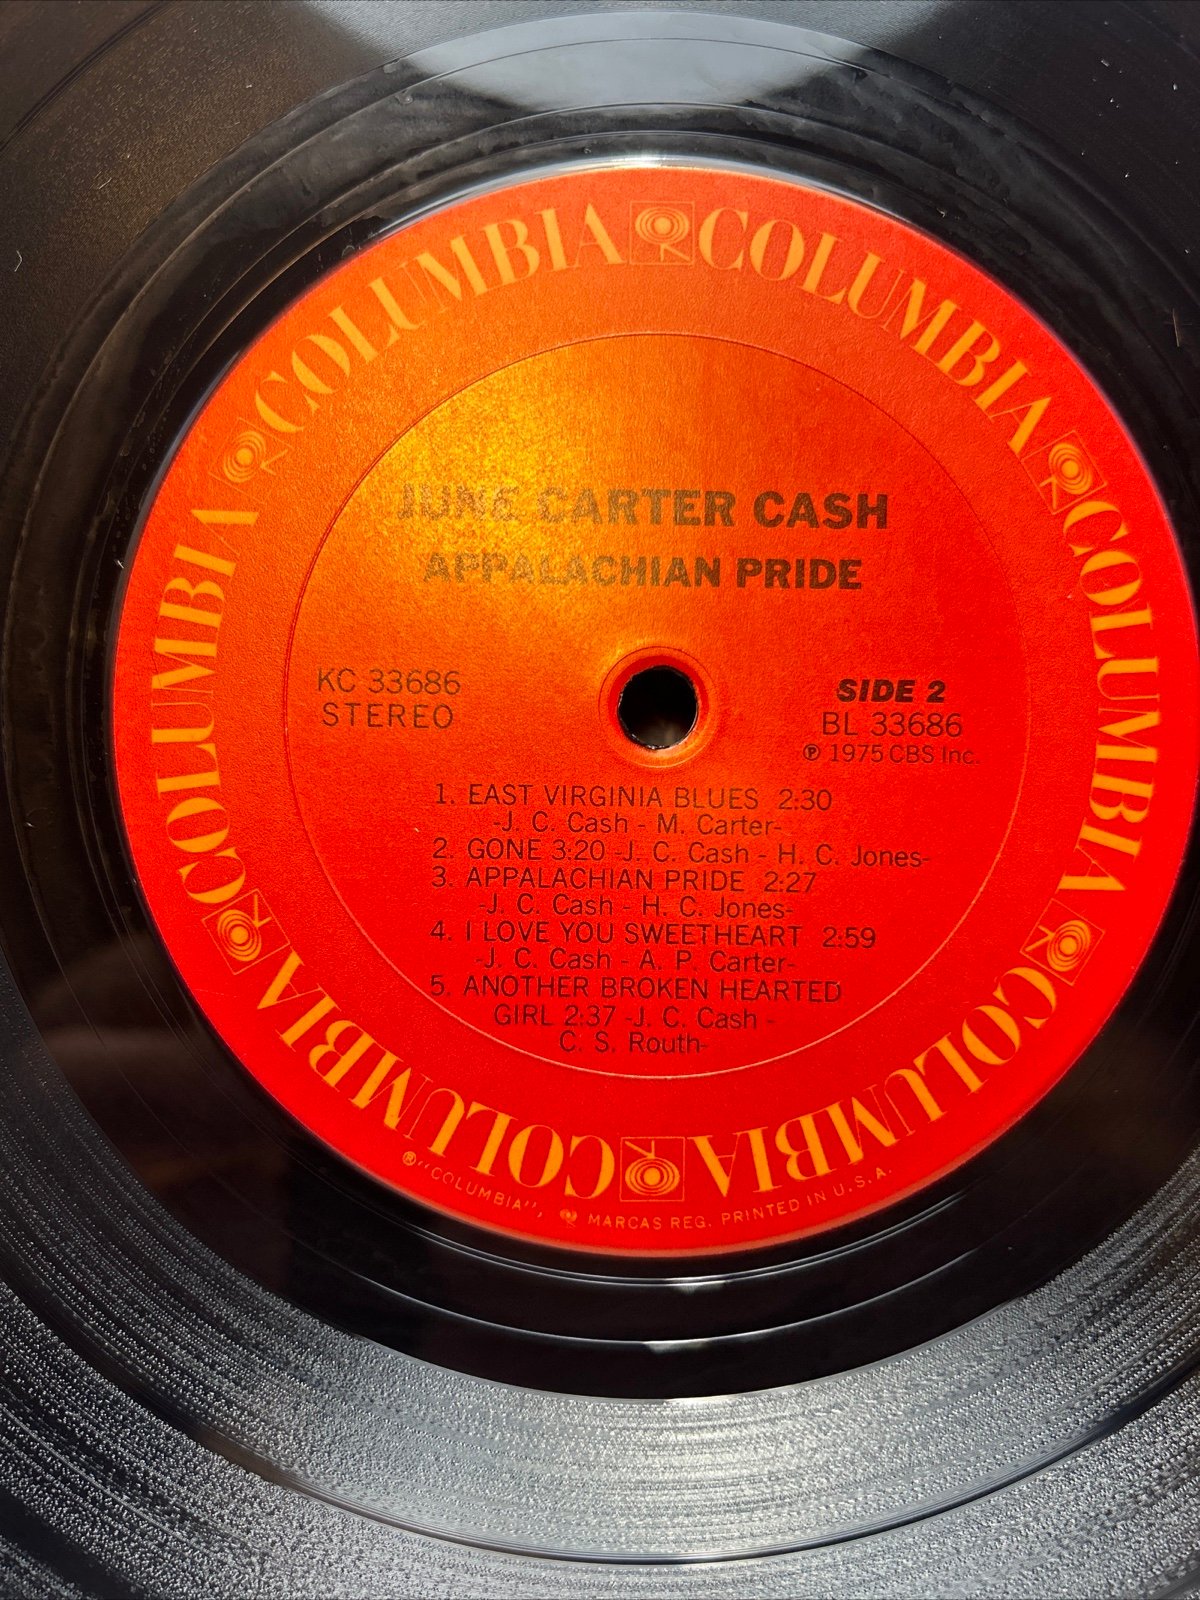 COLUMBIA COLUMBIA COLUMBIA COLUMBIA COLUMBIA COLUMBIA COLUMBIA COLUMBIA
JUNE CARTER CASH
APPALACHIAN PRIDE
KC 33686
STEREO
SIDE 2
BL 33686
℗ 1975 CBS Inc.
1. EAST VIRGINIA BLUES 2:30
-J. C. Cash - M. Carter-
2. GONE 3:20 -J. C. Cash - H. C. Jones-
3. APPALACHIAN PRIDE 2:27
-J. C. Cash - H. C. Jones-
4. I LOVE YOU SWEETHEART 2:59
-J. C. Cash - A. P. Carter-
5. ANOTHER BROKEN HEARTED
GIRL 2:37 -J. C. Cash -
C. S. Routh-
®"COLUMBIA", MARCAS REG. PRINTED IN U.S.A.